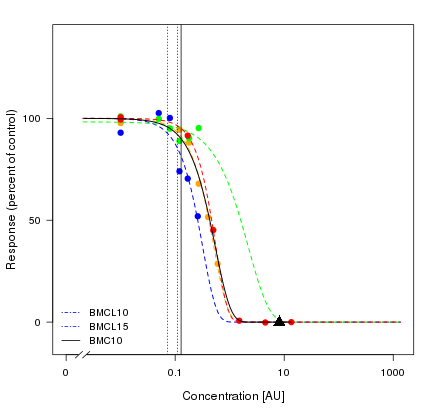 Response (percent of control)
100
50
0
BMCL10
BMCL15
BMC10
0 0.1 10 1000
Concentration [AU]